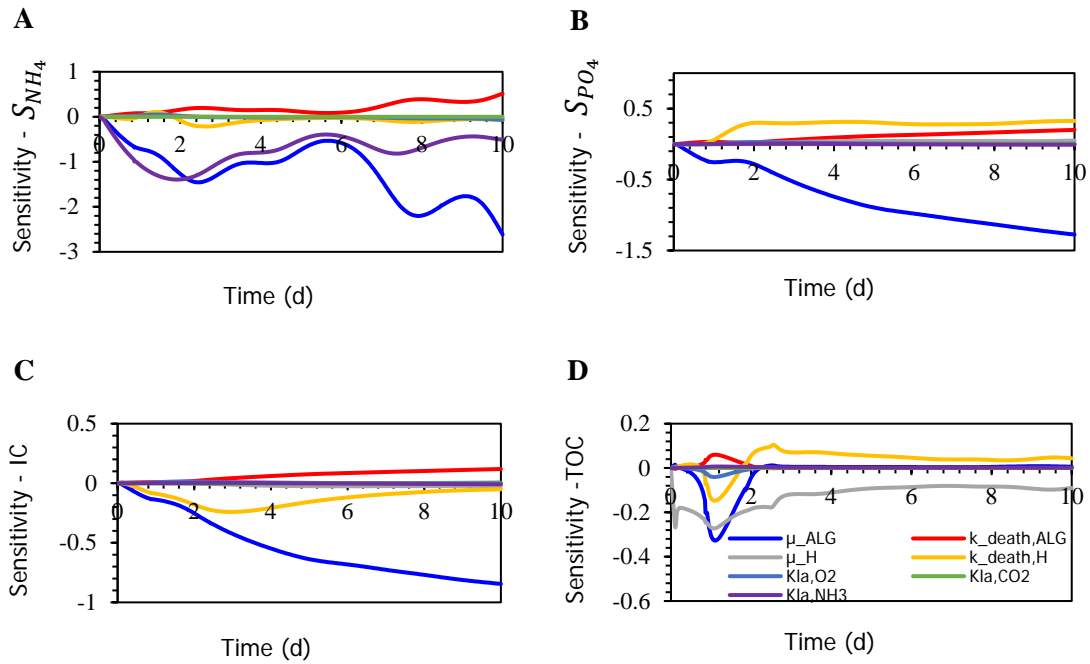 A
Sensitivity - S_NH4
1
0
-1
-2
-3
0 2 4 6 8 10
Time (d)
B
Sensitivity - S_PO4
0.5
-0.5
-1.5
0 2 4 6 8 10
Time (d)
C
Sensitivity - IC
0.5
0
-0.5
-1
0 2 4 6 8 10
Time (d)
D
Sensitivity -TOC
0.2
0
-0.2
-0.4
-0.6
0 2 4 6 8 10
μ_ALG k_death,ALG
μ_H k_death,H
Kla,O2 Kla,CO2
Kla,NH3
Time (d)